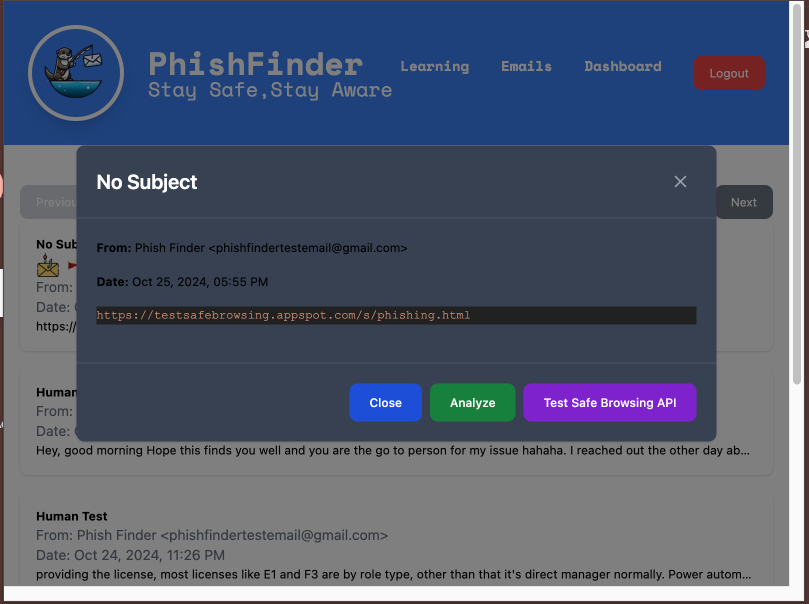 PhishFinder
Stay Safe,Stay Aware
Learning
Emails
Dashboard
Logout
No Subject
From: Phish Finder <phishfindertestemail@gmail.com>
Date: Oct 25, 2024, 05:55 PM
https://testsafebrowsing.appspot.com/s/phishing.html
Close
Analyze
Test Safe Browsing API
Next
From:
Date:
https://
Human
From:
Date:
Hey, good morning Hope this finds you well and you are the go to person for my issue hahaha. I reached out the other day ab...
Human Test
From: Phish Finder <phishfindertestemail@gmail.com>
Date: Oct 24, 2024, 11:26 PM
providing the license, most licenses like E1 and F3 are by role type, other than that it's direct manager normally. Power autom...